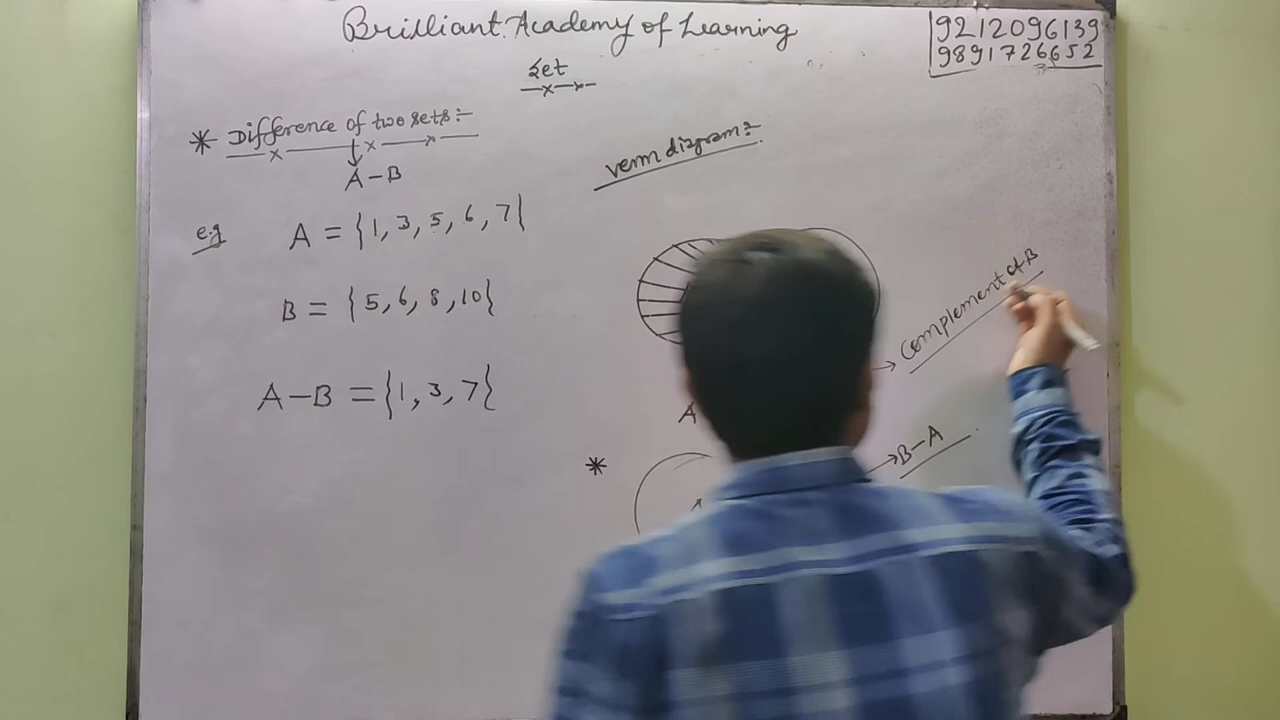 Brilliant Academy of Learning
9212096139
9891726652
Set
* Difference of two sets :-
A - B
e.g A = {1, 3, 5, 6, 7}
B = {5, 6, 8, 10}
A - B = {1, 3, 7}
venn diagram :-
Complement of B
A
*
B - A